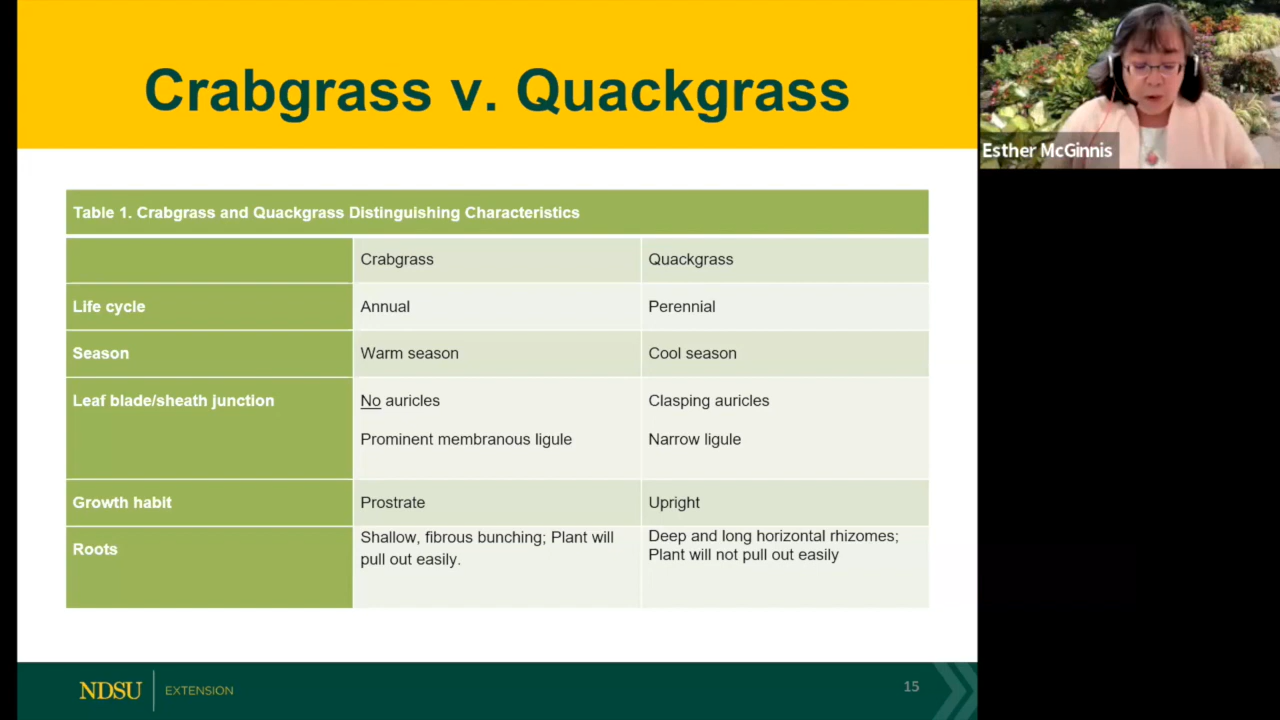 Crabgrass v. Quackgrass
Esther McGinnis
Table 1. Crabgrass and Quackgrass Distinguishing Characteristics
Crabgrass
Quackgrass
Life cycle
Annual
Perennial
Season
Warm season
Cool season
Leaf blade/sheath junction
No auricles
Prominent membranous ligule
Clasping auricles
Narrow ligule
Growth habit
Prostrate
Upright
Roots
Shallow, fibrous bunching; Plant will
pull out easily.
Deep and long horizontal rhizomes;
Plant will not pull out easily
NDSU
EXTENSION
15